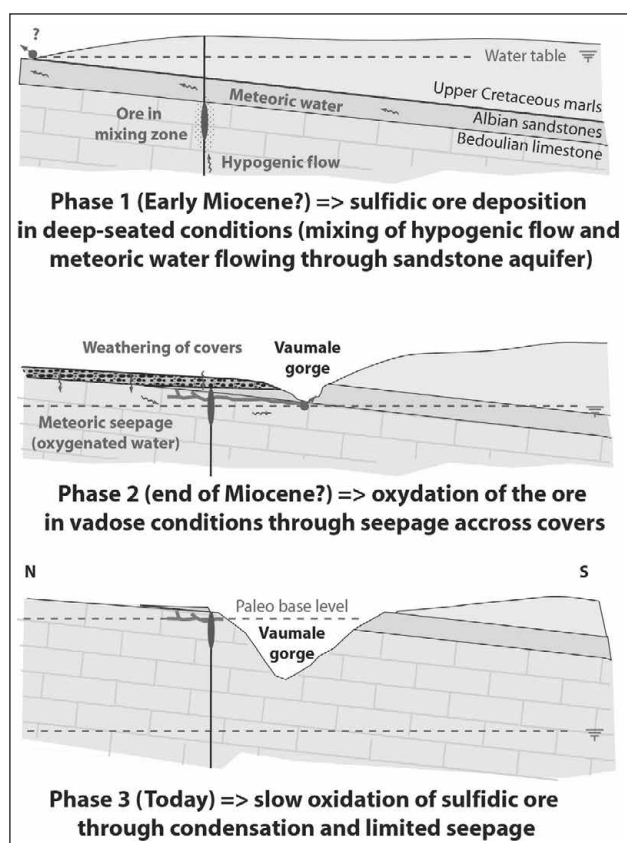 ?
Water table
Meteoric water
Upper Cretaceous marls
Albian sandstones
Bedoulian limestone
Ore in
mixing zone
Hypogenic flow
Phase 1 (Early Miocene?) => sulfidic ore deposition
in deep-seated conditions (mixing of hypogenic flow and
meteoric water flowing through sandstone aquifer)
Weathering of covers
Vaumale
gorge
Meteoric seepage
(oxygenated water)
Phase 2 (end of Miocene?) => oxydation of the ore
in vadose conditions through seepage accross covers
N
S
Paleo base level
Vaumale
gorge
Phase 3 (Today) => slow oxidation of sulfidic ore
through condensation and limited seepage